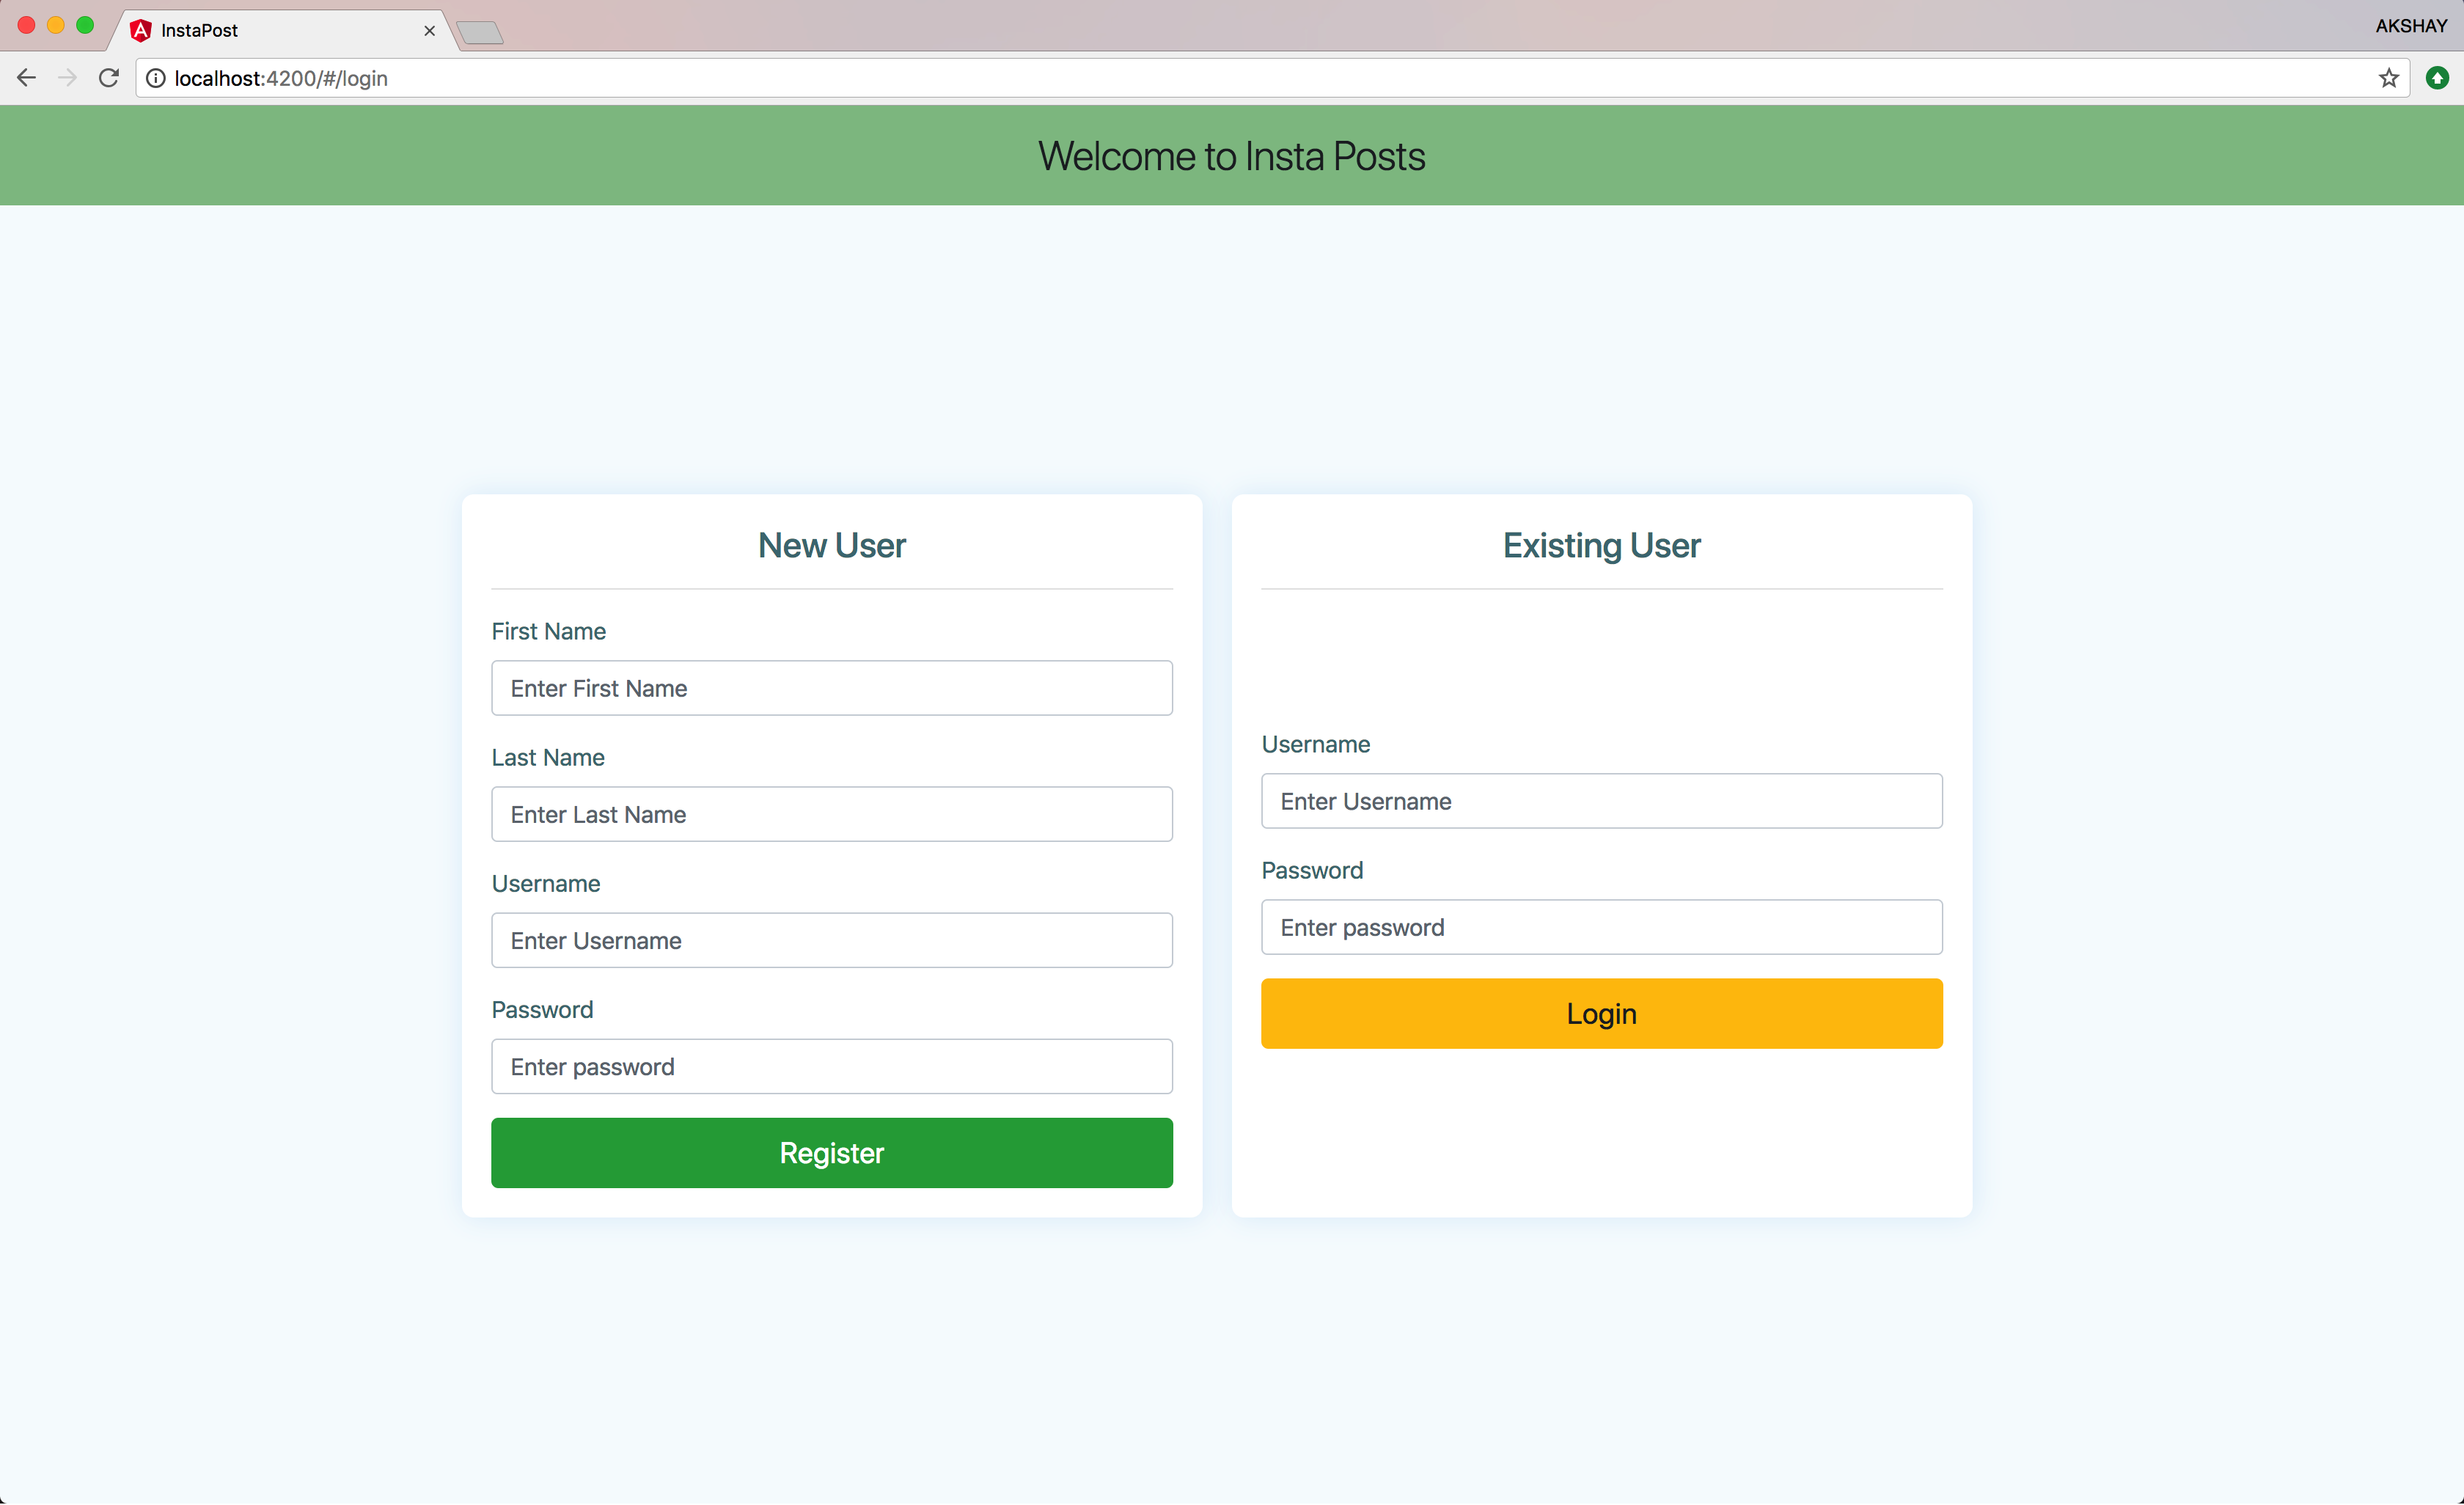 InstaPost
AKSHAY
localhost:4200/#/login
Welcome to Insta Posts
New User
First Name
Enter First Name
Last Name
Enter Last Name
Username
Enter Username
Password
Enter password
Register
Existing User
Username
Enter Username
Password
Enter password
Login